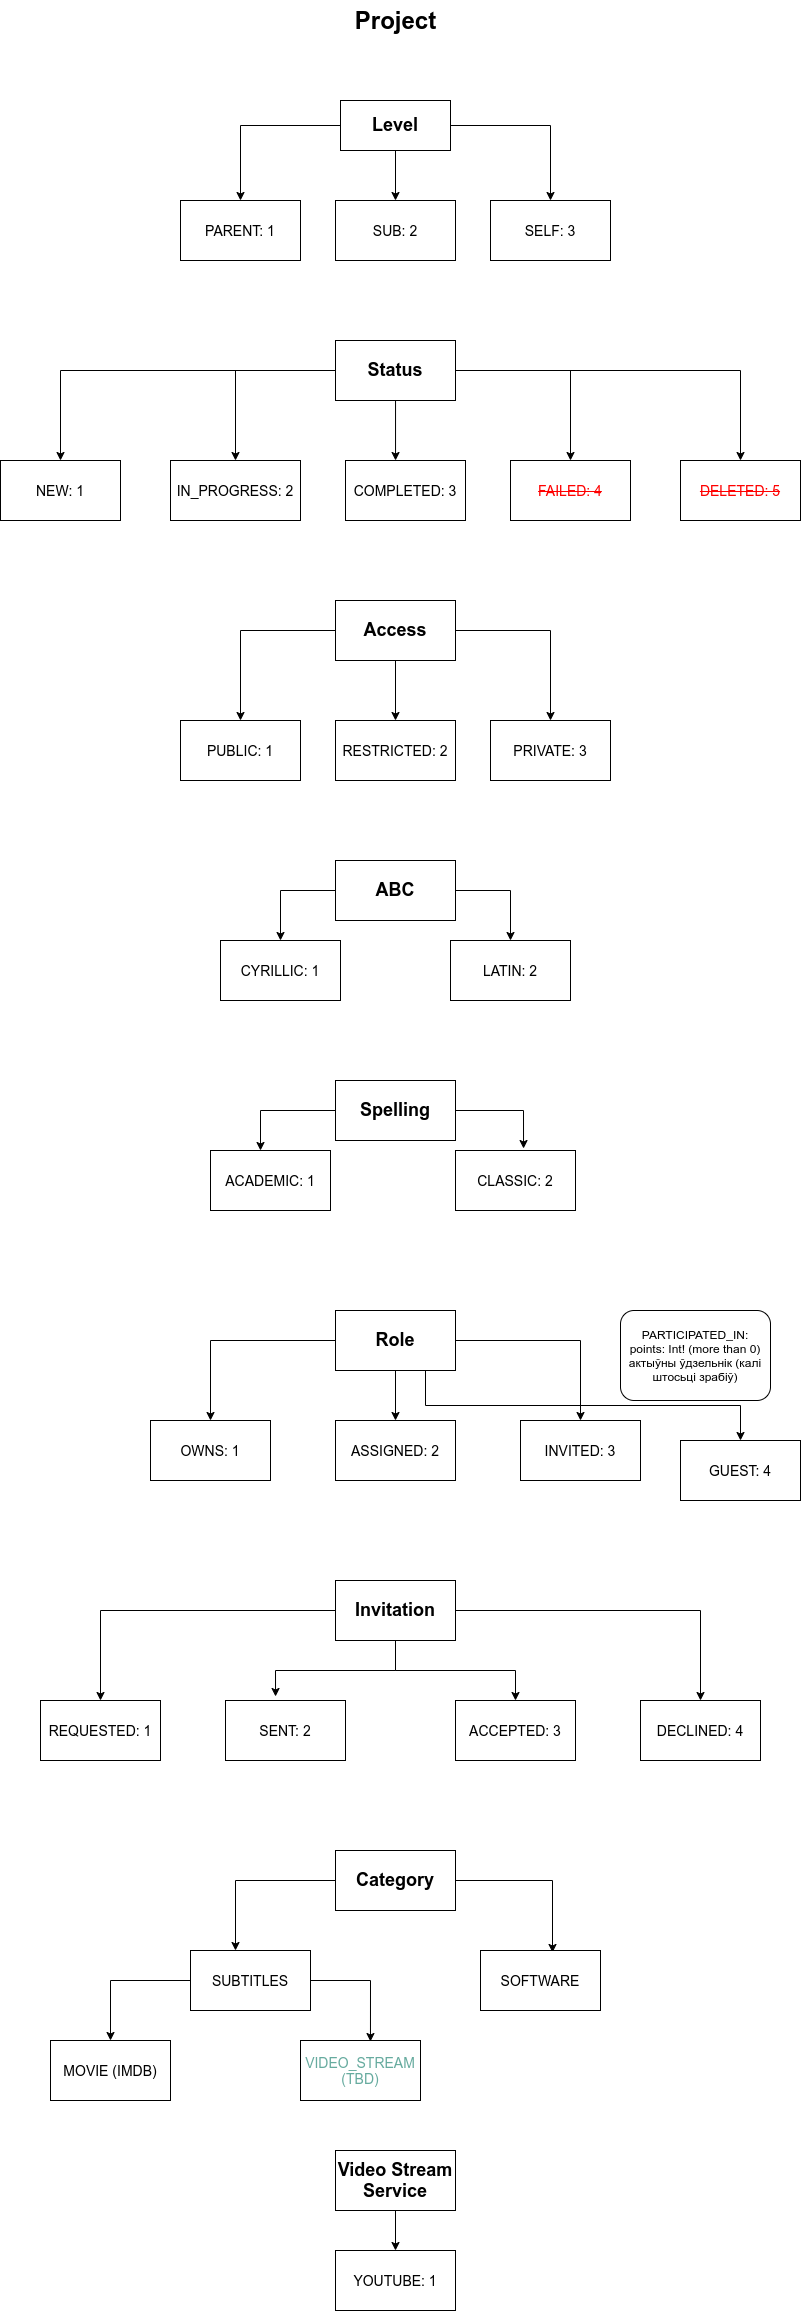 Project
Level
PARENT: 1
SUB: 2
SELF: 3
Status
NEW: 1
IN_PROGRESS: 2
COMPLETED: 3
FAILED: 4
DELETED: 5
Access
PUBLIC: 1
RESTRICTED: 2
PRIVATE: 3
ABC
CYRILLIC: 1
LATIN: 2
Spelling
ACADEMIC: 1
CLASSIC: 2
Role
PARTICIPATED_IN:
points: Int! (more than 0)
актыўны ўдзельнік (калі
штосьці зрабіў)
OWNS: 1
ASSIGNED: 2
INVITED: 3
GUEST: 4
Invitation
REQUESTED: 1
SENT: 2
ACCEPTED: 3
DECLINED: 4
Category
SUBTITLES
SOFTWARE
MOVIE (IMDB)
VIDEO_STREAM
(TBD)
Video Stream
Service
YOUTUBE: 1